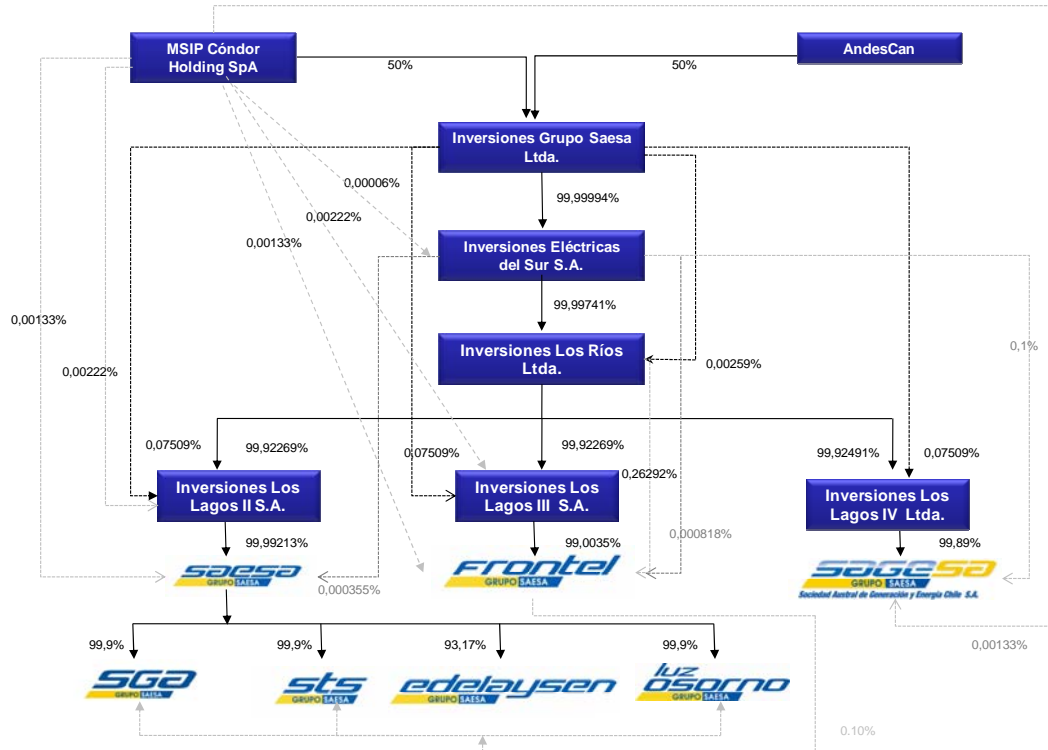 MSIP Cóndor
Holding SpA
AndesCan
50%
50%
Inversiones Grupo Saesa
Ltda.
0,00006%
99,99994%
0,00222%
0,00133%
Inversiones Eléctricas
del Sur S.A.
99,99741%
0,00133%
0,1%
Inversiones Los Ríos
Ltda.
0,00259%
0,00222%
0,07509%
99,92269%
0,07509%
99,92269%
99,92491%
0,07509%
0,26292%
Inversiones Los
Lagos II S.A.
Inversiones Los
Lagos III S.A.
Inversiones Los
Lagos IV Ltda.
0,000818%
99,99213%
99,0035%
99,89%
saesa
GRUPO SAESA
frontel
GRUPO SAESA
sagesa
GRUPO SAESA
Sociedad Austral de Generación y Energía Chile S.A.
0,000355%
99,9%
99,9%
93,17%
99,9%
0,00133%
sga
GRUPO SAESA
sts
GRUPO SAESA
edelaysen
GRUPO SAESA
luz
osorno
GRUPO SAESA
0.10%